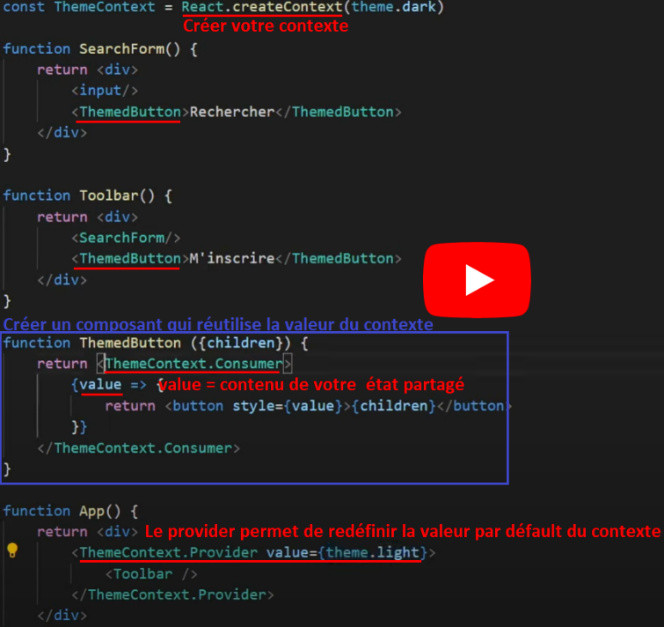 const ThemeContext = React.createContext(theme.dark)
Créer votre contexte
function SearchForm() {
return <div>
<input/>
<ThemedButton>Rechercher</ThemedButton>
</div>
}
function Toolbar() {
return <div>
<SearchForm/>
<ThemedButton>M'inscrire</ThemedButton>
</div>
}
Créer un composant qui réutilise la valeur du contexte
function ThemedButton ({children}) {
return <ThemeContext.Consumer>
{value => { value = contenu de votre état partagé
return <button style={value}>{children}</button>
}}
</ThemeContext.Consumer>
}
function App() {
return <div> Le provider permet de redéfinir la valeur par défault du contexte
<ThemeContext.Provider value={theme.light}>
<Toolbar />
</ThemeContext.Provider>
</div>